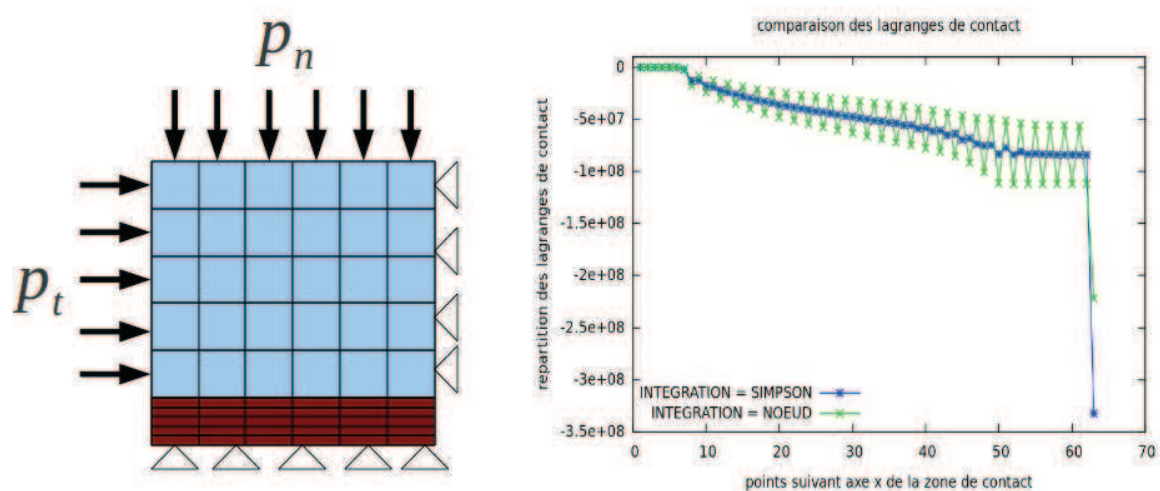 pn
pt
comparaison des lagranges de contact
repartition des lagranges de contact
0
-5e+07
-1e+08
-1.5e+08
-2e+08
-2.5e+08
-3e+08
-3.5e+08
INTEGRATION = SIMPSON
INTEGRATION = NOEUD
0 10 20 30 40 50 60 70
points suivant axe x de la zone de contact